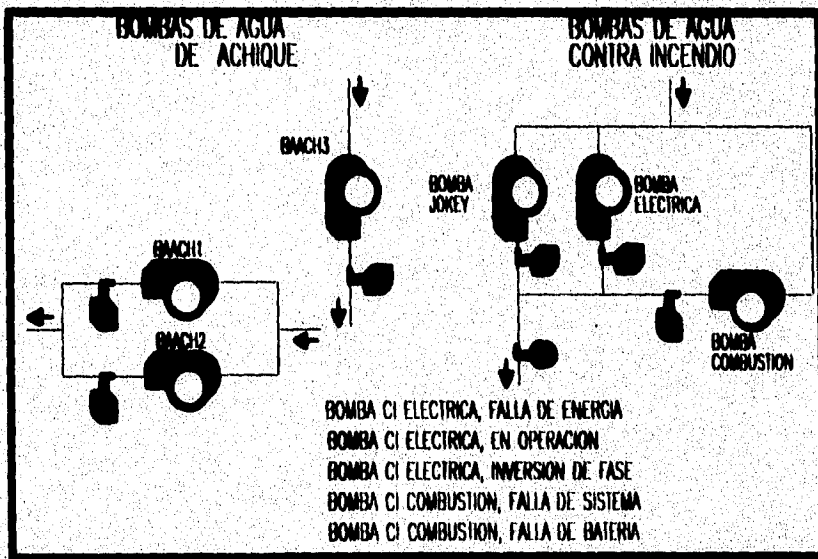 BOMBAS DE AGUA
DE ACHIQUE
BOMBAS DE AGUA
CONTRA INCENDIO
BAACH3
BOMBA
JOKEY
BOMBA
ELECTRICA
BAACH1
BAACH2
BOMBA
COMBUSTION
BOMBA CI ELECTRICA, FALLA DE ENERGIA
BOMBA CI ELECTRICA, EN OPERACION
BOMBA CI ELECTRICA, INVERSION DE FASE
BOMBA CI COMBUSTION, FALLA DE SISTEMA
BOMBA CI COMBUSTION, FALLA DE BATERIA